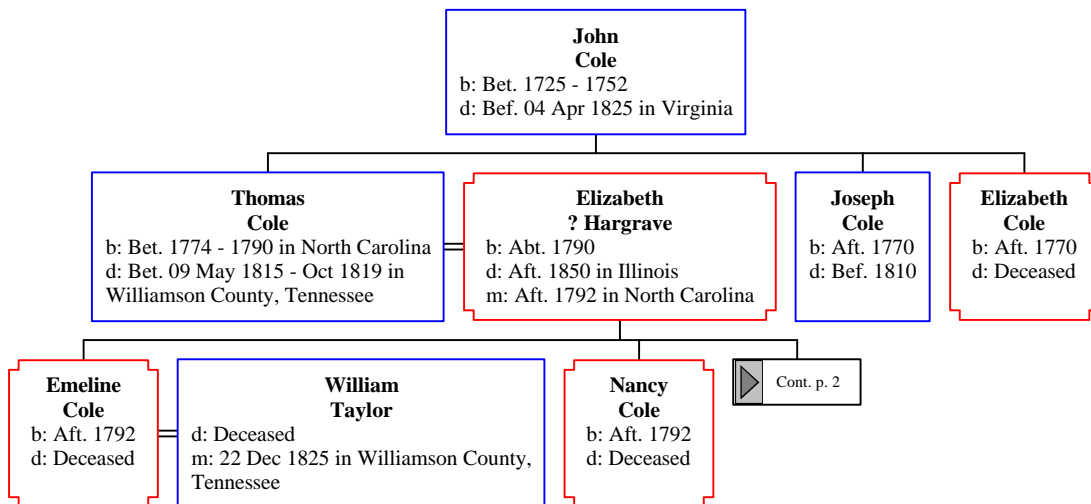 John
Cole
b: Bet. 1725 - 1752
d: Bef. 04 Apr 1825 in Virginia
Thomas
Cole
b: Bet. 1774 - 1790 in North Carolina
d: Bet. 09 May 1815 - Oct 1819 in
Williamson County, Tennessee
Elizabeth
? Hargrave
b: Abt. 1790
d: Aft. 1850 in Illinois
m: Aft. 1792 in North Carolina
Joseph
Cole
b: Aft. 1770
d: Bef. 1810
Elizabeth
Cole
b: Aft. 1770
d: Deceased
Emeline
Cole
b: Aft. 1792
d: Deceased
William
Taylor
d: Deceased
m: 22 Dec 1825 in Williamson County,
Tennessee
Nancy
Cole
b: Aft. 1792
d: Deceased
Cont. p. 2